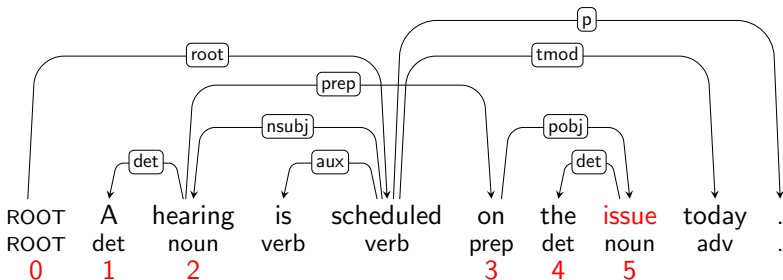 p
root tmod
prep
nsubj pobj
det aux det
ROOT A hearing is scheduled on the issue today .
ROOT det noun verb verb prep det noun adv .
0 1 2 3 4 5